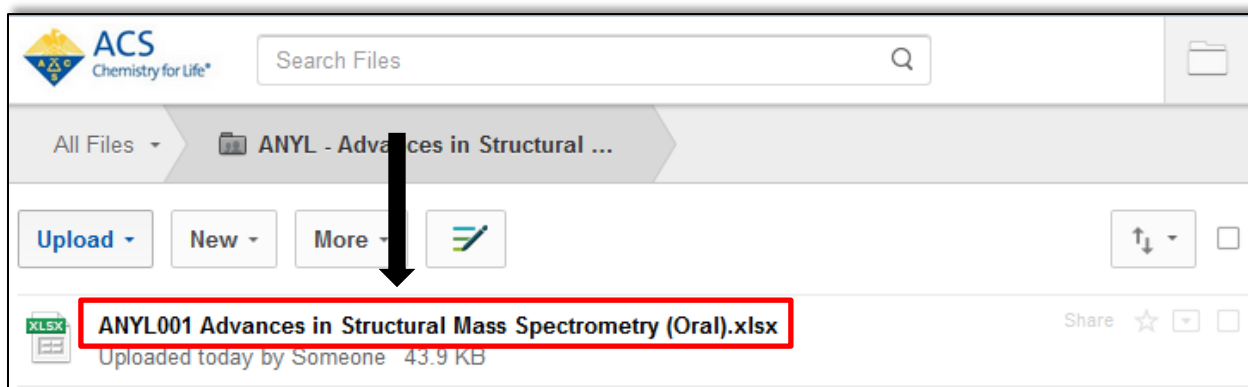 ACS
Chemistry for Life®
Search Files
All Files
ANYL - Advances in Structural ...
Upload
New
More
XLSX
ANYL001 Advances in Structural Mass Spectrometry (Oral).xlsx
Share
Uploaded today by Someone 43.9 KB